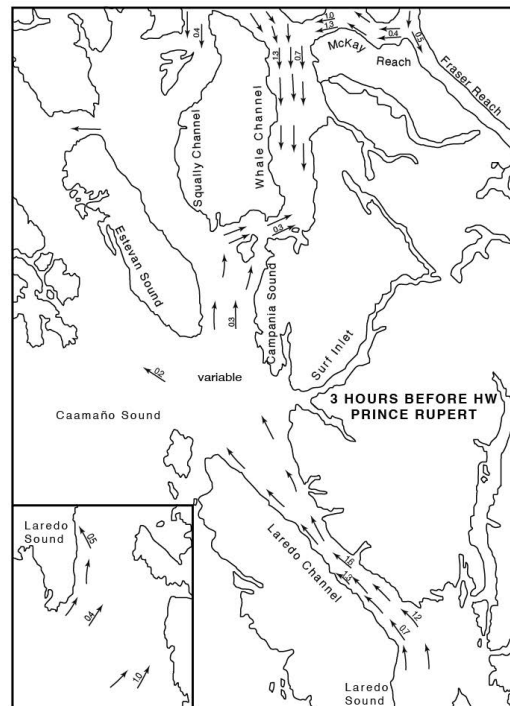 1.0
1.3
0.4
0.5
0.4
1.3
0.7
McKay
Reach
Fraser Reach
Squally Channel
Whale Channel
Estevan Sound
0.3
Campania Sound
0.3
Surf Inlet
0.2
variable
3 HOURS BEFORE HW
PRINCE RUPERT
Caamaño Sound
Laredo
Sound
0.5
0.4
1.0
Laredo Channel
1.6
1.3
1.2
0.7
Laredo
Sound